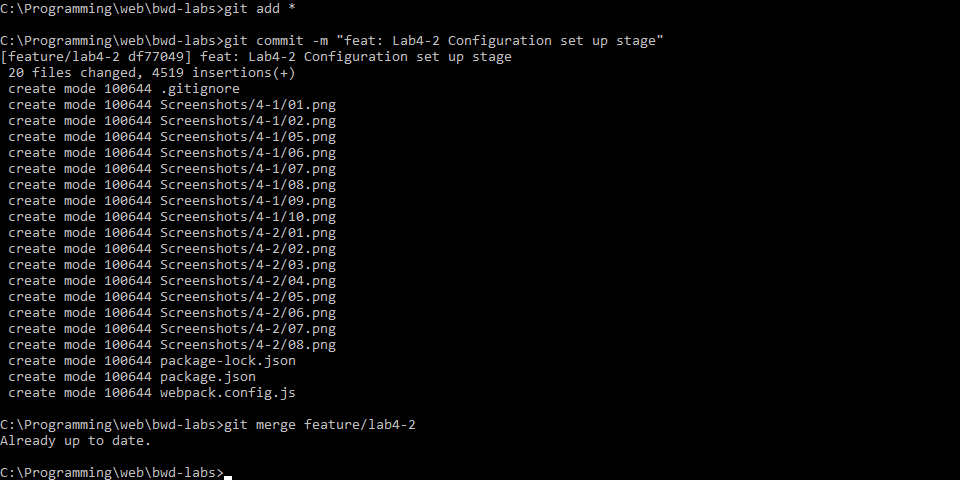 C:\Programming\web\bwd-labs>git add *
C:\Programming\web\bwd-labs>git commit -m "feat: Lab4-2 Configuration set up stage"
[feature/lab4-2 df77049] feat: Lab4-2 Configuration set up stage
 20 files changed, 4519 insertions(+)
 create mode 100644 .gitignore
 create mode 100644 Screenshots/4-1/01.png
 create mode 100644 Screenshots/4-1/02.png
 create mode 100644 Screenshots/4-1/05.png
 create mode 100644 Screenshots/4-1/06.png
 create mode 100644 Screenshots/4-1/07.png
 create mode 100644 Screenshots/4-1/08.png
 create mode 100644 Screenshots/4-1/09.png
 create mode 100644 Screenshots/4-1/10.png
 create mode 100644 Screenshots/4-2/01.png
 create mode 100644 Screenshots/4-2/02.png
 create mode 100644 Screenshots/4-2/03.png
 create mode 100644 Screenshots/4-2/04.png
 create mode 100644 Screenshots/4-2/05.png
 create mode 100644 Screenshots/4-2/06.png
 create mode 100644 Screenshots/4-2/07.png
 create mode 100644 Screenshots/4-2/08.png
 create mode 100644 package-lock.json
 create mode 100644 package.json
 create mode 100644 webpack.config.js
C:\Programming\web\bwd-labs>git merge feature/lab4-2
Already up to date.
C:\Programming\web\bwd-labs>